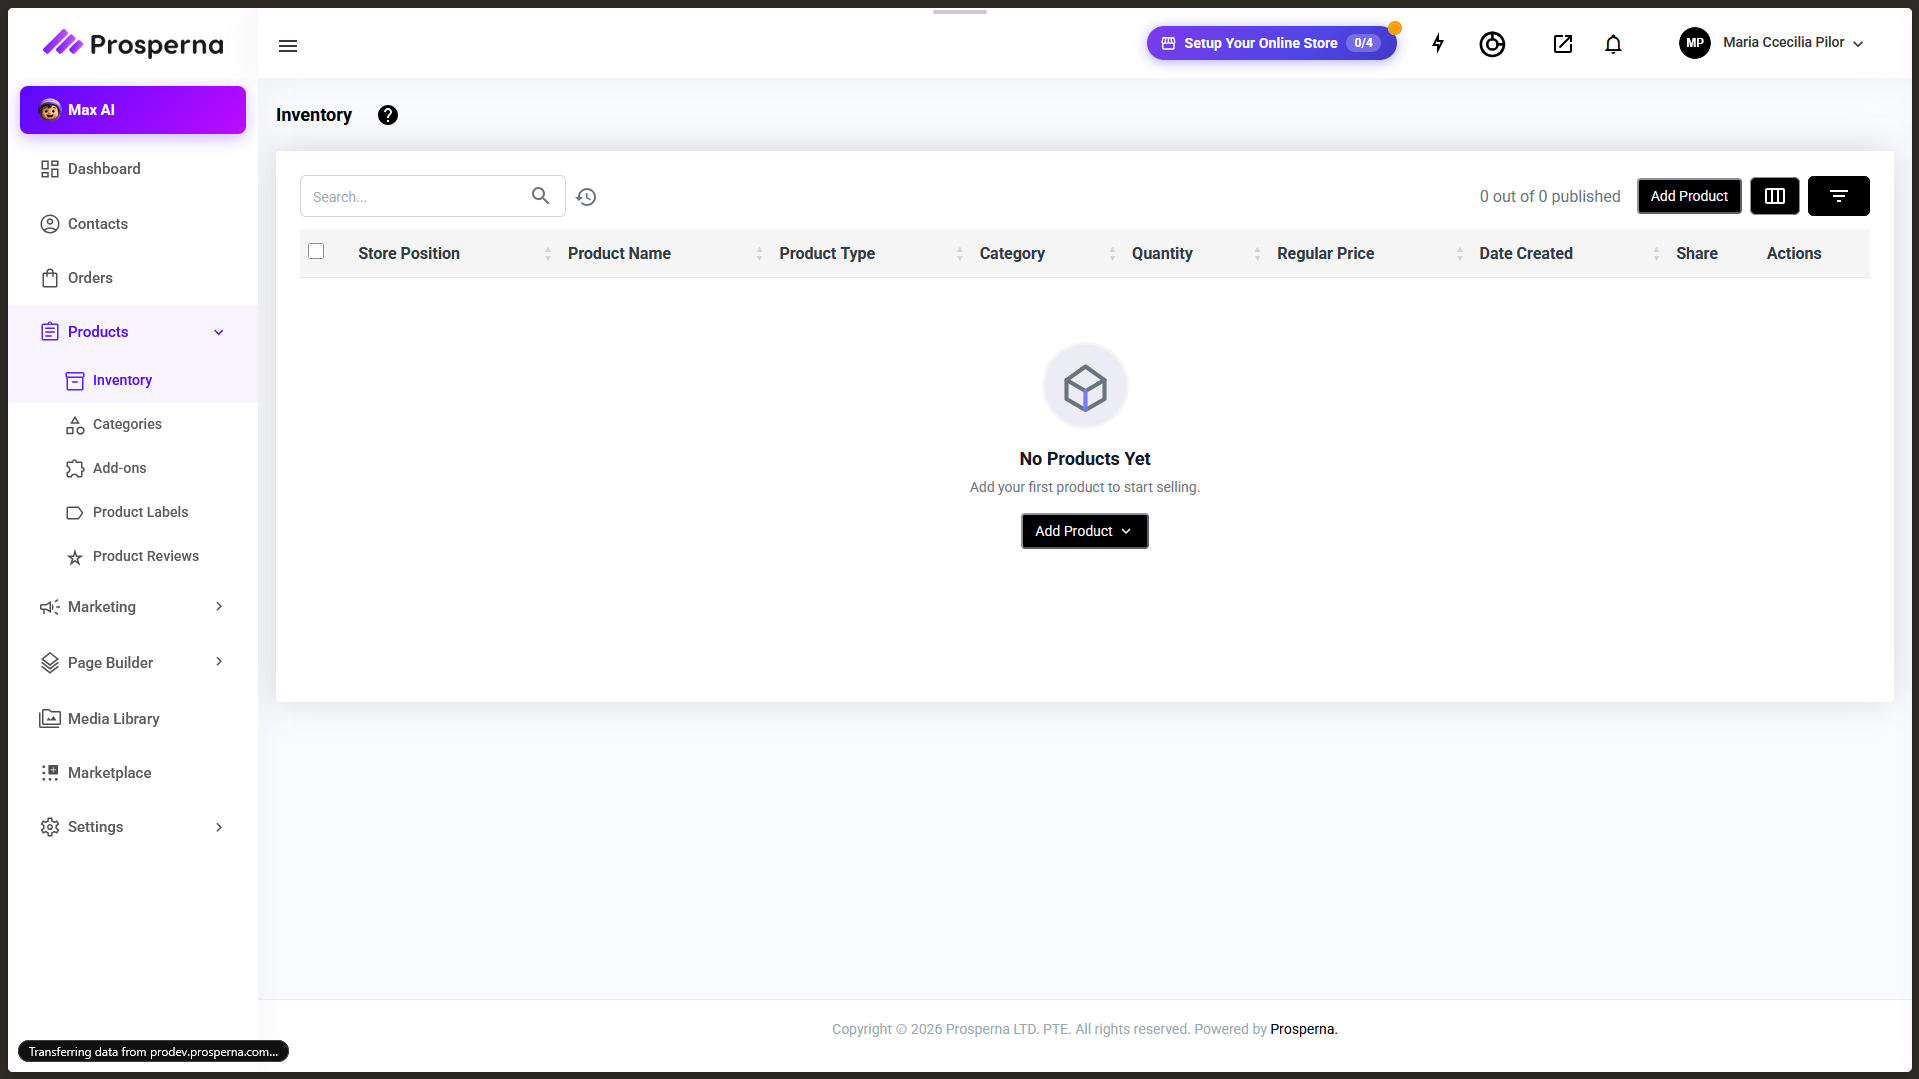 Prosperna
Setup Your Online Store 0/4
MP Maria Ccecilia Pilor
Max AI
Dashboard
Contacts
Orders
Products
Inventory
Categories
Add-ons
Product Labels
Product Reviews
Marketing
Page Builder
Media Library
Marketplace
Settings
Inventory ?
Search...
0 out of 0 published
Add Product
Store Position Product Name Product Type Category Quantity Regular Price Date Created Share Actions
No Products Yet
Add your first product to start selling.
Add Product
Copyright © 2026 Prosperna LTD. PTE. All rights reserved. Powered by Prosperna.
Transferring data from prodev.prosperna.com...